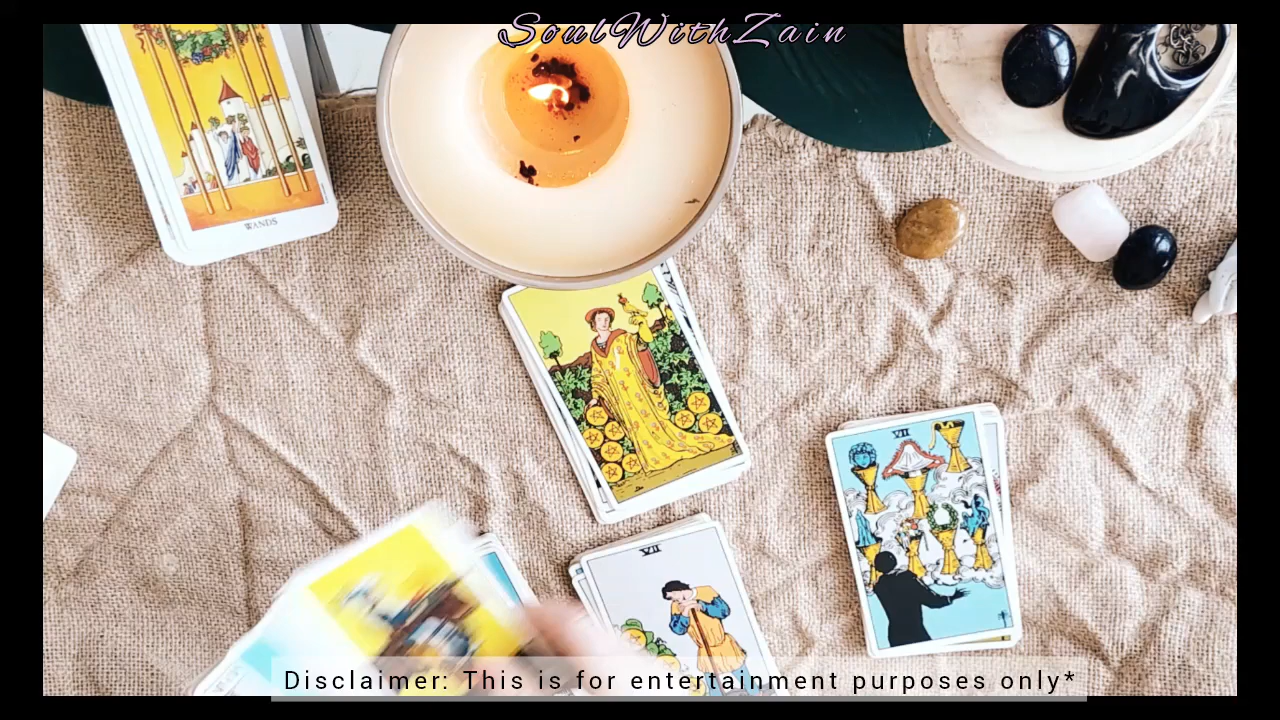 SoulWithZain
WANDS
VII
VII
Disclaimer: This is for entertainment purposes only*